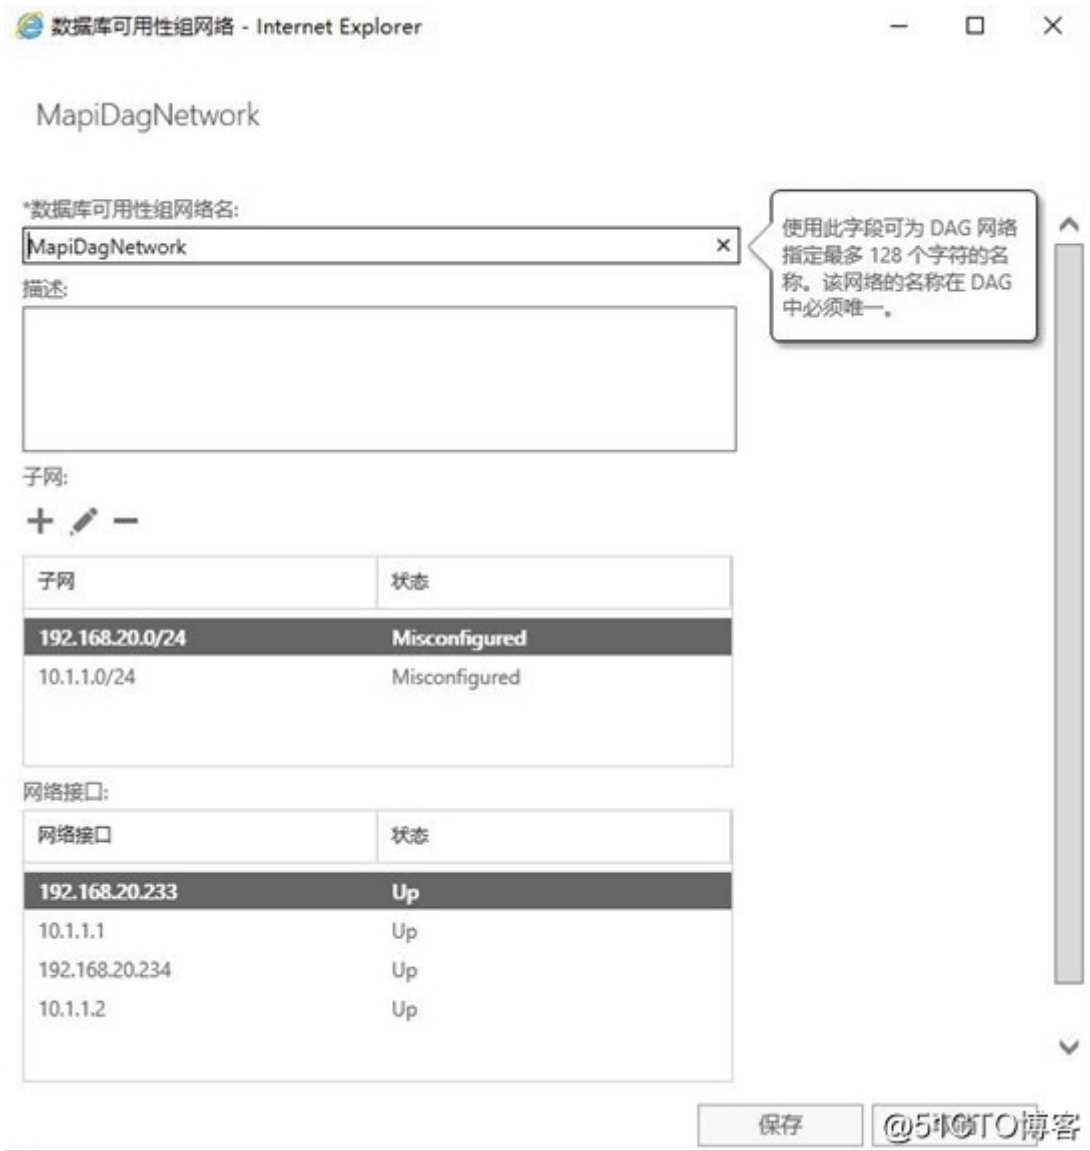 数据库可用性组网络 - Internet Explorer
MapiDagNetwork
*数据库可用性组网络名:
MapiDagNetwork
使用此字段可为 DAG 网络
指定最多 128 个字符的名
称。该网络的名称在 DAG
中必须唯一。
描述:
子网:
子网 状态
192.168.20.0/24 Misconfigured
10.1.1.0/24 Misconfigured
网络接口:
网络接口 状态
192.168.20.233 Up
10.1.1.1 Up
192.168.20.234 Up
10.1.1.2 Up
保存
@51CTO博客